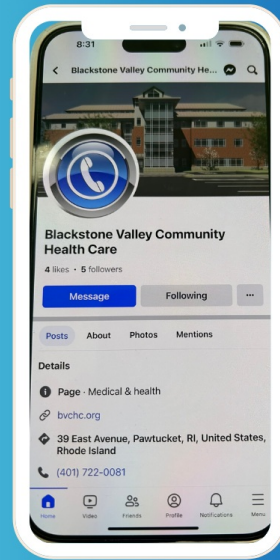 8:31
Blackstone Valley Community He...
Blackstone Valley Community
Health Care
4 likes • 5 followers
Message
Following
Posts
About
Photos
Mentions
Details
Page · Medical & health
bvchc.org
39 East Avenue, Pawtucket, RI, United States,
Rhode Island
(401) 722-0081
Home
Video
Friends
Profile
Notifications
Menu